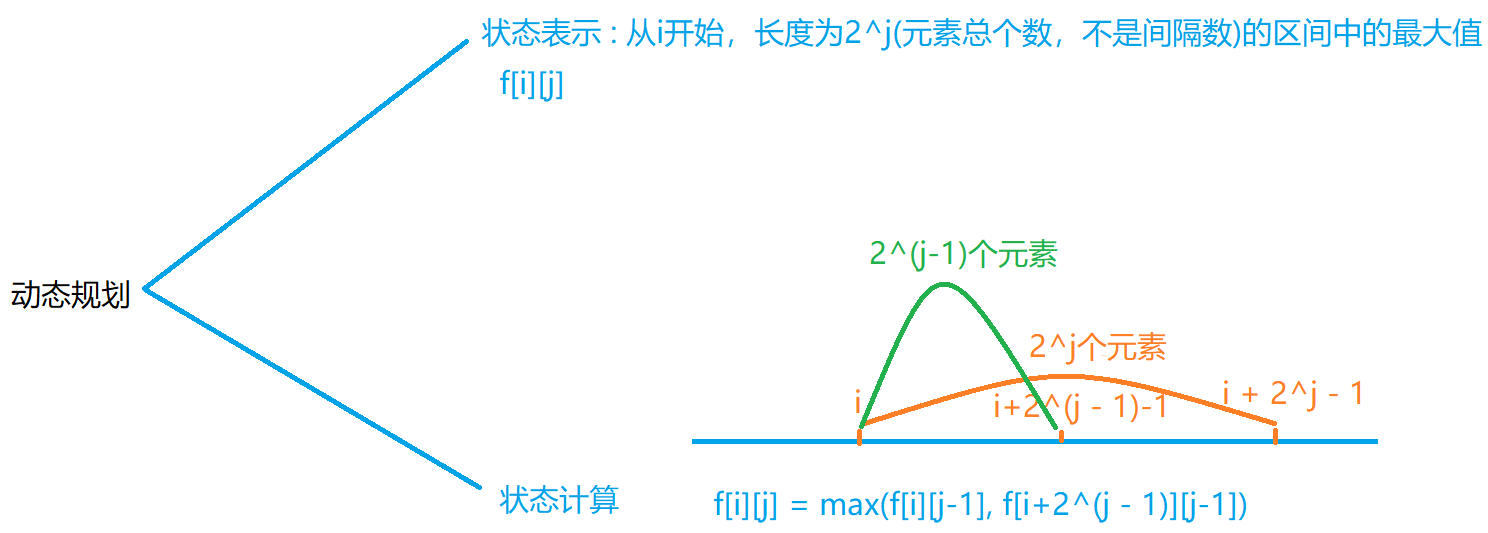 状态表示 : 从i开始，长度为2^j(元素总个数，不是间隔数)的区间中的最大值
f[i][j]
动态规划
2^(j-1)个元素
2^j个元素
i
i+2^(j - 1)-1
i + 2^j - 1
状态计算
f[i][j] = max(f[i][j-1], f[i+2^(j - 1)][j-1])